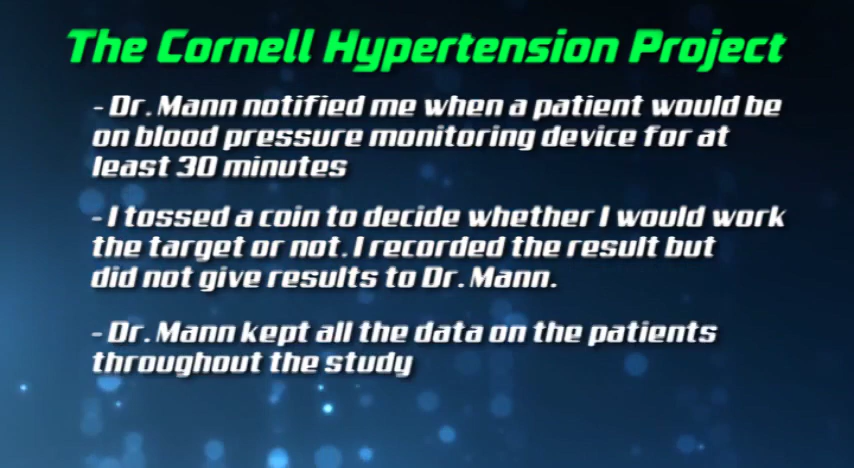 The Cornell Hypertension Project
- Dr. Mann notified me when a patient would be
on blood pressure monitoring device for at
least 30 minutes
- I tossed a coin to decide whether I would work
the target or not. I recorded the result but
did not give results to Dr. Mann.
- Dr. Mann kept all the data on the patients
throughout the study